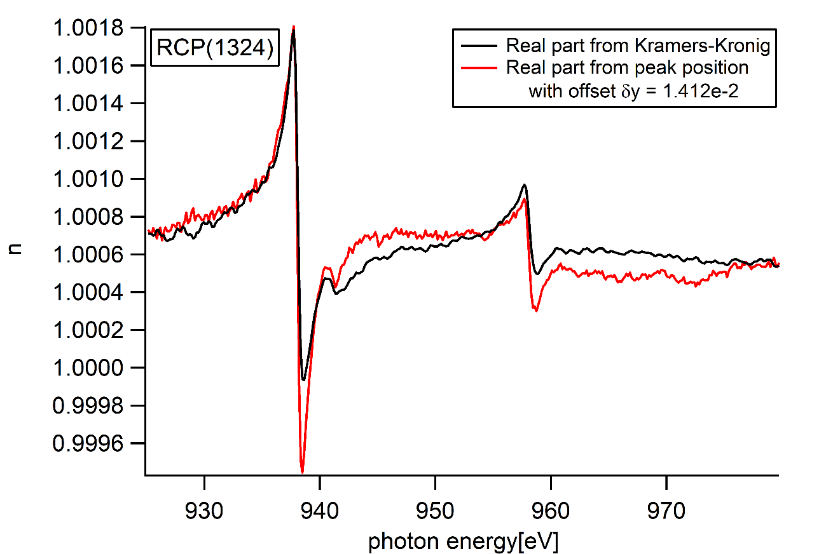 RCP(1324)
Real part from Kramers-Kronig
Real part from peak position
with offset δy = 1.412e-2
1.0018
1.0016
1.0014
1.0012
1.0010
1.0008
1.0006
1.0004
1.0002
1.0000
0.9998
0.9996
n
930 940 950 960 970
photon energy[eV]